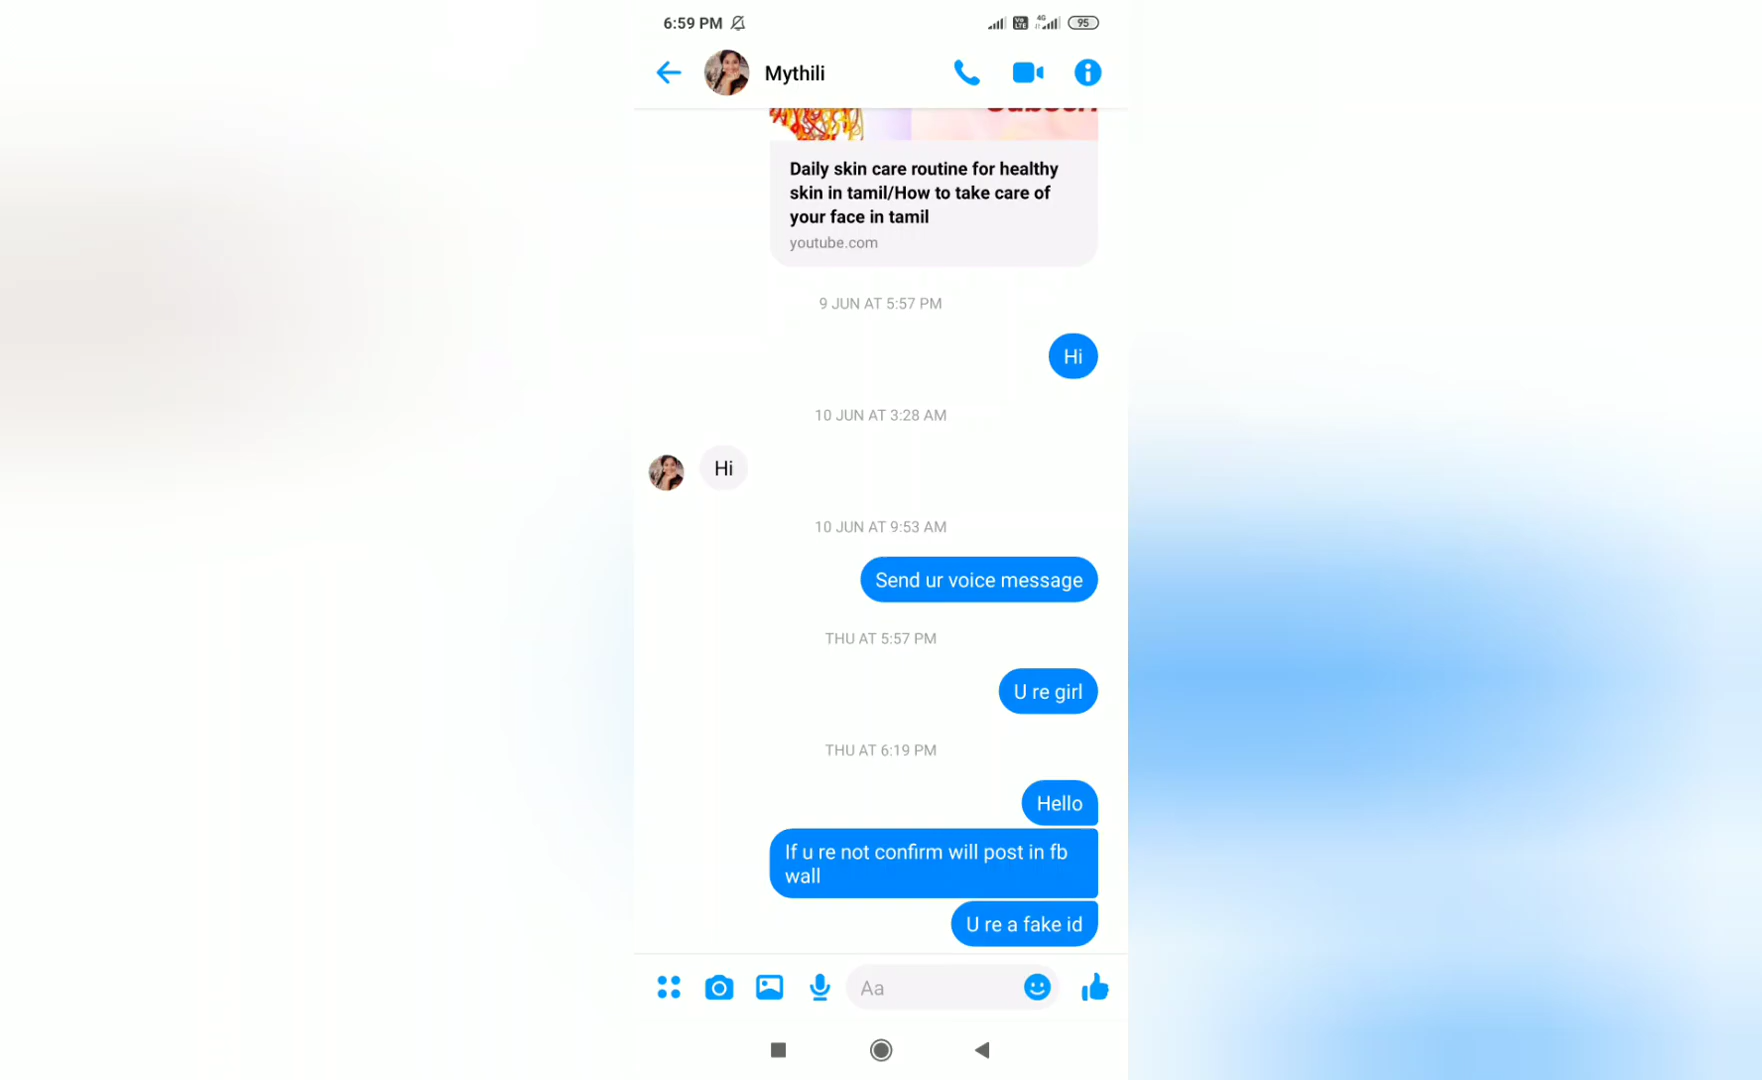 6:59 PM
Vo
LTE
4G
95
Mythili
Daily skin care routine for healthy
skin in tamil/How to take care of
your face in tamil
youtube.com
9 JUN AT 5:57 PM
Hi
10 JUN AT 3:28 AM
Hi
10 JUN AT 9:53 AM
Send ur voice message
THU AT 5:57 PM
U re girl
THU AT 6:19 PM
Hello
If u re not confirm will post in fb
wall
U re a fake id
Aa